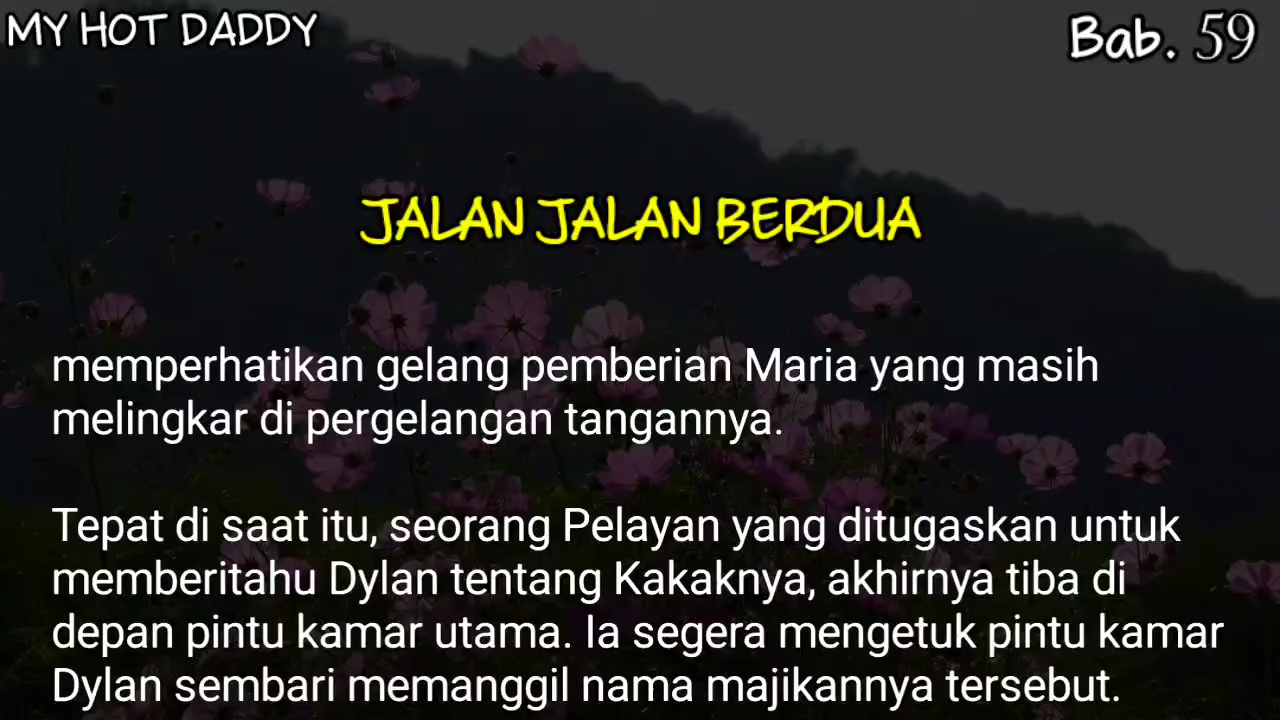 MY HOT DADDY
Bab. 59
JALAN JALAN BERDUA
memperhatikan gelang pemberian Maria yang masih
melingkar di pergelangan tangannya.
Tepat di saat itu, seorang Pelayan yang ditugaskan untuk
memberitahu Dylan tentang Kakaknya, akhirnya tiba di
depan pintu kamar utama. Ia segera mengetuk pintu kamar
Dylan sembari memanggil nama majikannya tersebut.